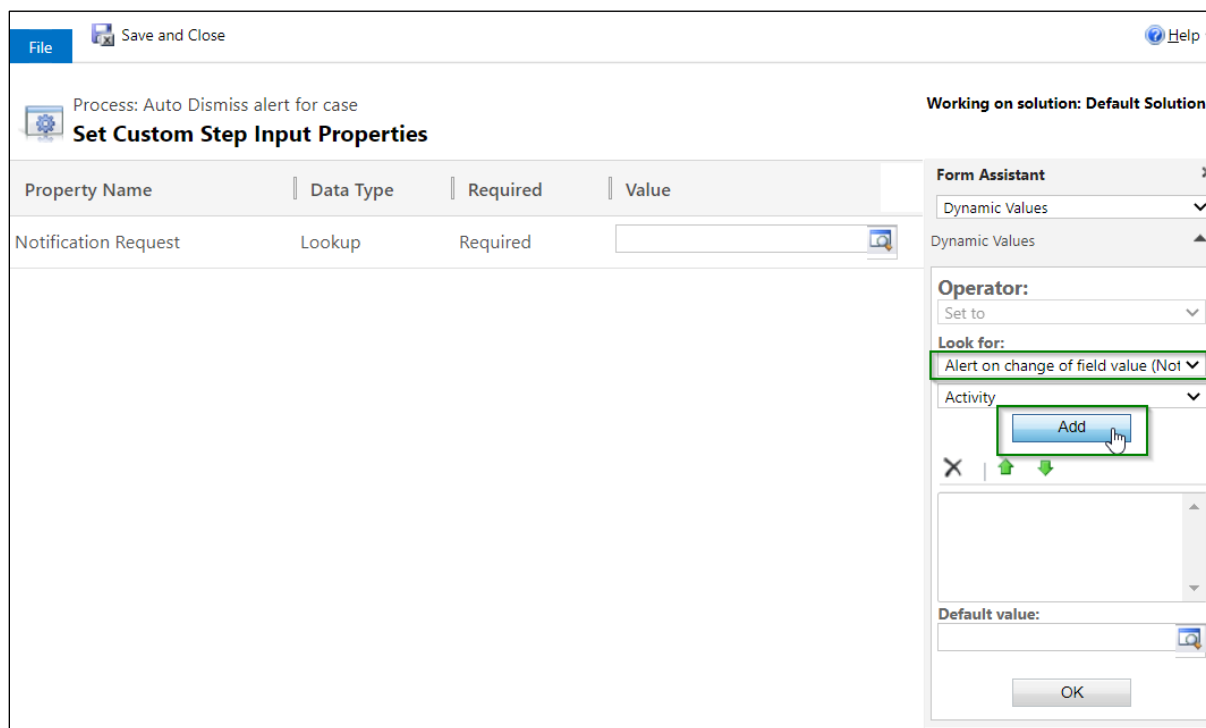 File
Save and Close
Help
Process: Auto Dismiss alert for case
Set Custom Step Input Properties
Working on solution: Default Solution
Property Name
Data Type
Required
Value
Notification Request
Lookup
Required
Form Assistant
Dynamic Values
Dynamic Values
Operator:
Set to
Look for:
Alert on change of field value (Not
Activity
Add
Default value:
OK